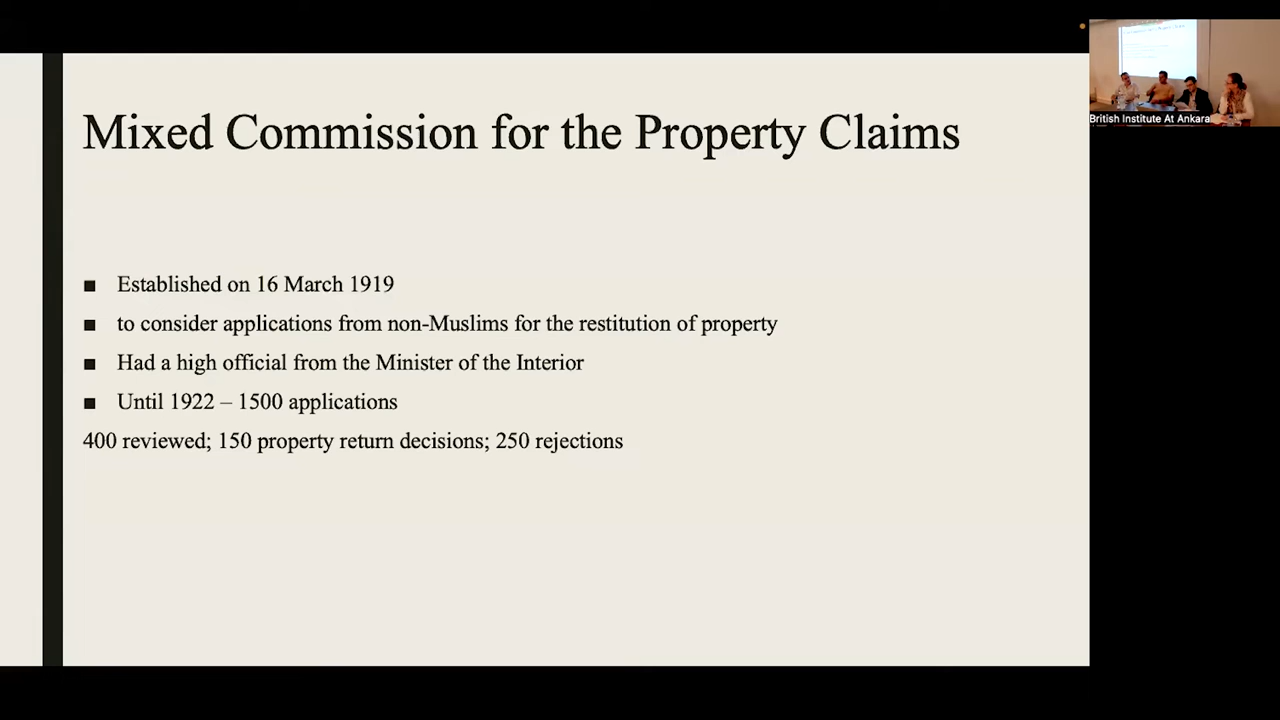 Mixed Commission for the Property Claims
■ Established on 16 March 1919
■ to consider applications from non-Muslims for the restitution of property
■ Had a high official from the Minister of the Interior
■ Until 1922 – 1500 applications
400 reviewed; 150 property return decisions; 250 rejections
British Institute At Ankara